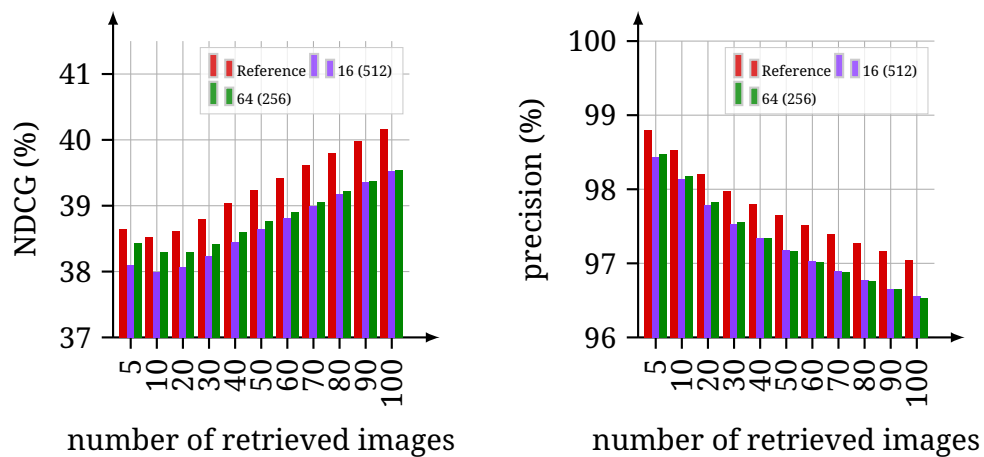 NDCG (%)
41
40
39
38
37
Reference 16 (512)
64 (256)
5 10 20 30 40 50 60 70 80 90 100
number of retrieved images
precision (%)
100
99
98
97
96
Reference 16 (512)
64 (256)
5 10 20 30 40 50 60 70 80 90 100
number of retrieved images